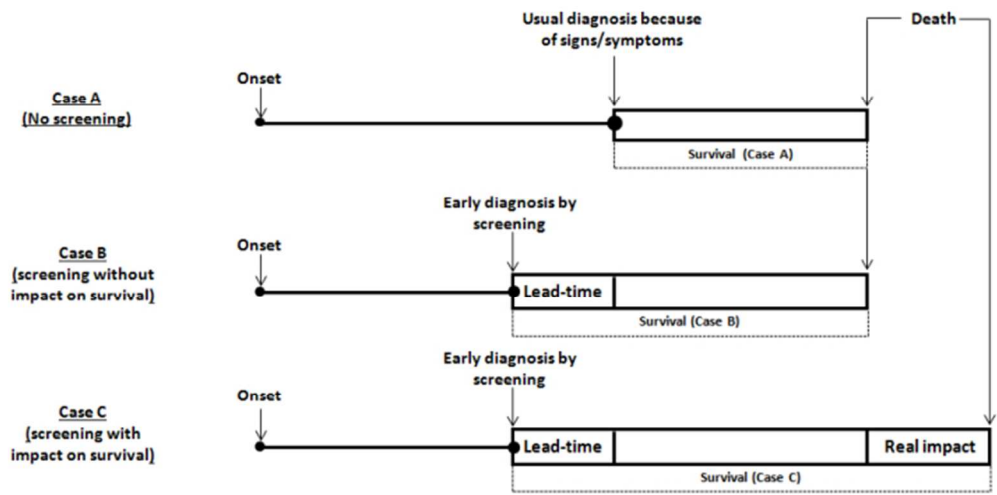 Usual diagnosis because
of signs/symptoms
Death
Onset
Case A
(No screening)
Survival (Case A)
Early diagnosis by
screening
Onset
Case B
(screening without
impact on survival)
Lead-time
Survival (Case B)
Early diagnosis by
screening
Onset
Case C
(screening with
impact on survival)
Lead-time
Real impact
Survival (Case C)